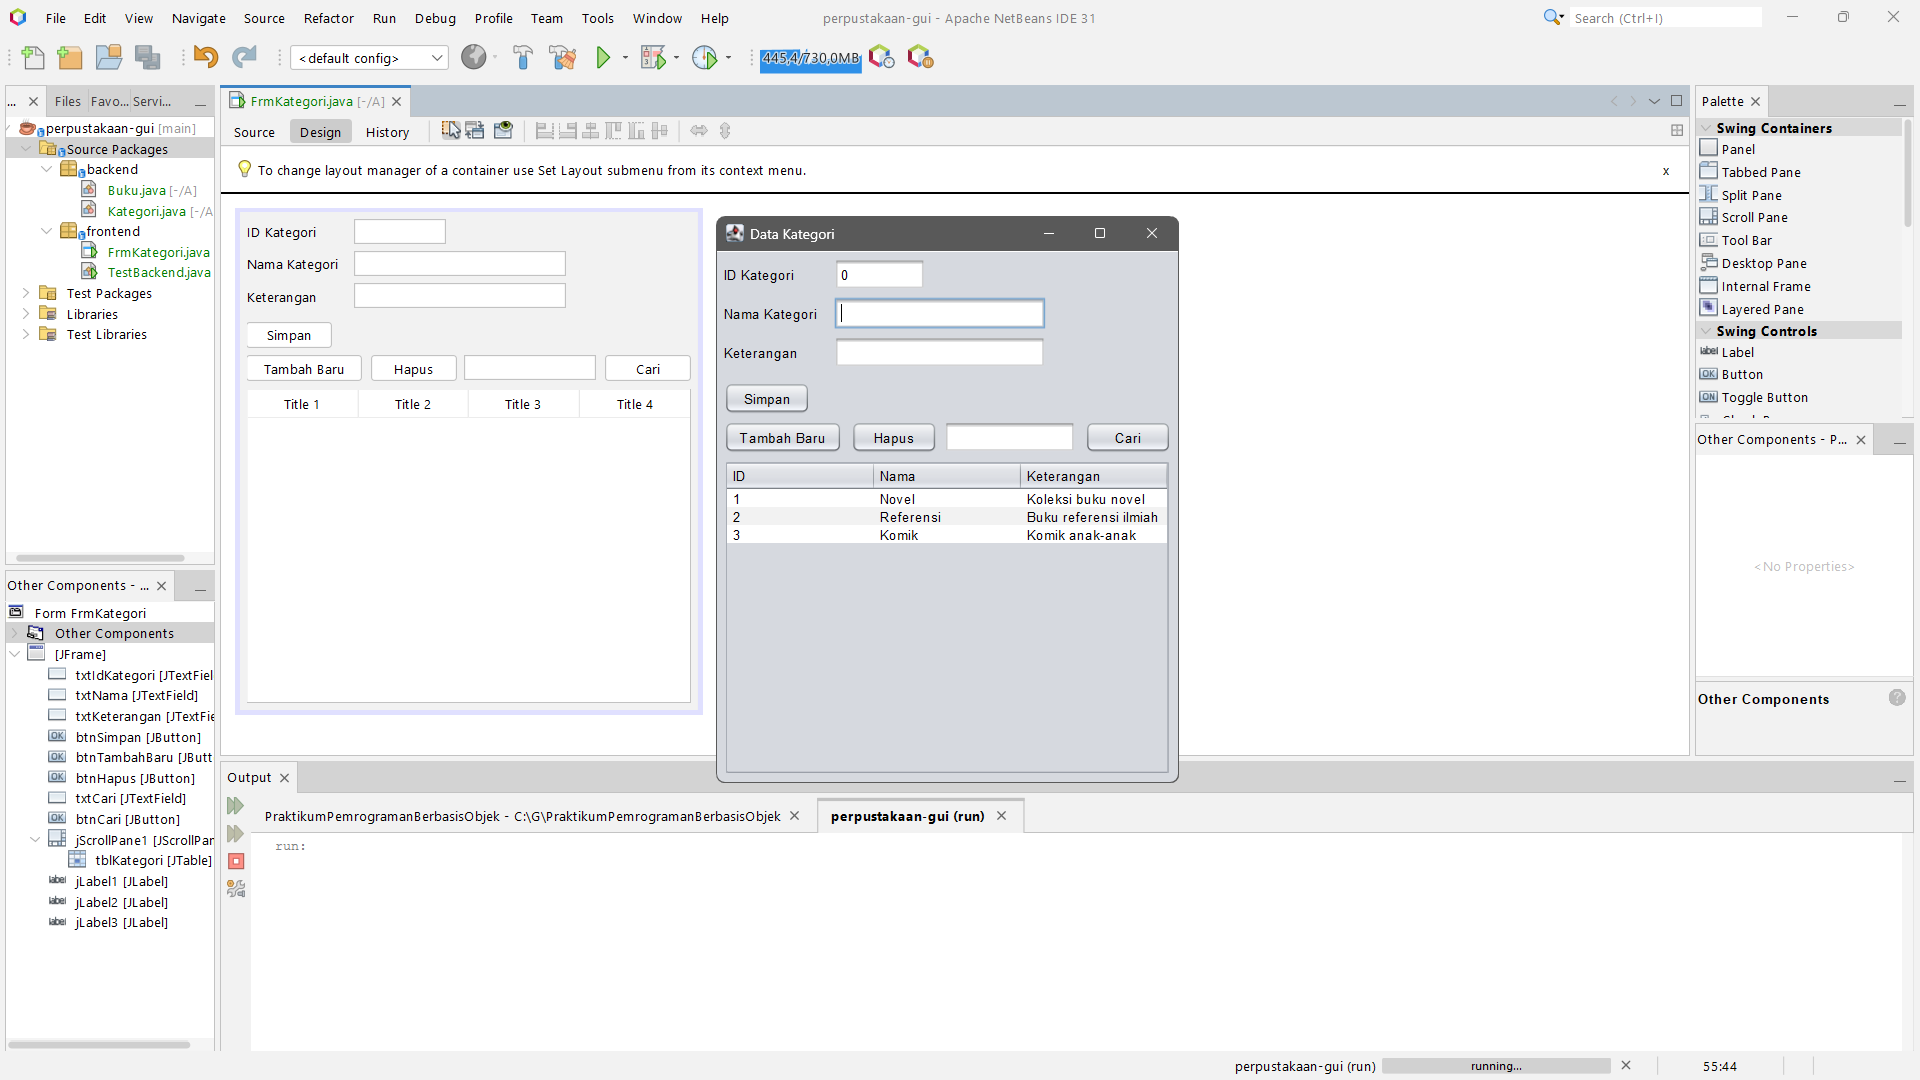 File Edit View Navigate Source Refactor Run Debug Profile Team Tools Window Help
perpustakaan-gui - Apache NetBeans IDE 31
Search (Ctrl+I)
<default config>
445,4/730,0MB
... Files Favo... Servi...
perpustakaan-gui [main]
Source Packages
backend
Buku.java [-/A]
Kategori.java [-/A
frontend
FrmKategori.java
TestBackend.java
Test Packages
Libraries
Test Libraries
FrmKategori.java [-/A]
Source Design History
To change layout manager of a container use Set Layout submenu from its context menu.
x
ID Kategori
Nama Kategori
Keterangan
Simpan
Tambah Baru Hapus Cari
Title 1 Title 2 Title 3 Title 4
Data Kategori
ID Kategori 0
Nama Kategori
Keterangan
Simpan
Tambah Baru Hapus Cari
ID Nama Keterangan
1 Novel Koleksi buku novel
2 Referensi Buku referensi ilmiah
3 Komik Komik anak-anak
Palette
Swing Containers
Panel
Tabbed Pane
Split Pane
Scroll Pane
Tool Bar
Desktop Pane
Internal Frame
Layered Pane
Swing Controls
label Label
OK Button
ON Toggle Button
Other Components - P...
<No Properties>
Other Components
?
Other Components - ...
Form FrmKategori
Other Components
[JFrame]
txtIdKategori [JTextFiel
txtNama [JTextField]
txtKeterangan [JTextFie
OK btnSimpan [JButton]
OK btnTambahBaru [JButt
OK btnHapus [JButton]
txtCari [JTextField]
OK btnCari [JButton]
jScrollPane1 [JScrollPar
tblKategori [JTable]
label jLabel1 [JLabel]
label jLabel2 [JLabel]
label jLabel3 [JLabel]
Output
PraktikumPemrogramanBerbasisObjek - C:\G\PraktikumPemrogramanBerbasisObjek
perpustakaan-gui (run)
run:
perpustakaan-gui (run) running... 55:44